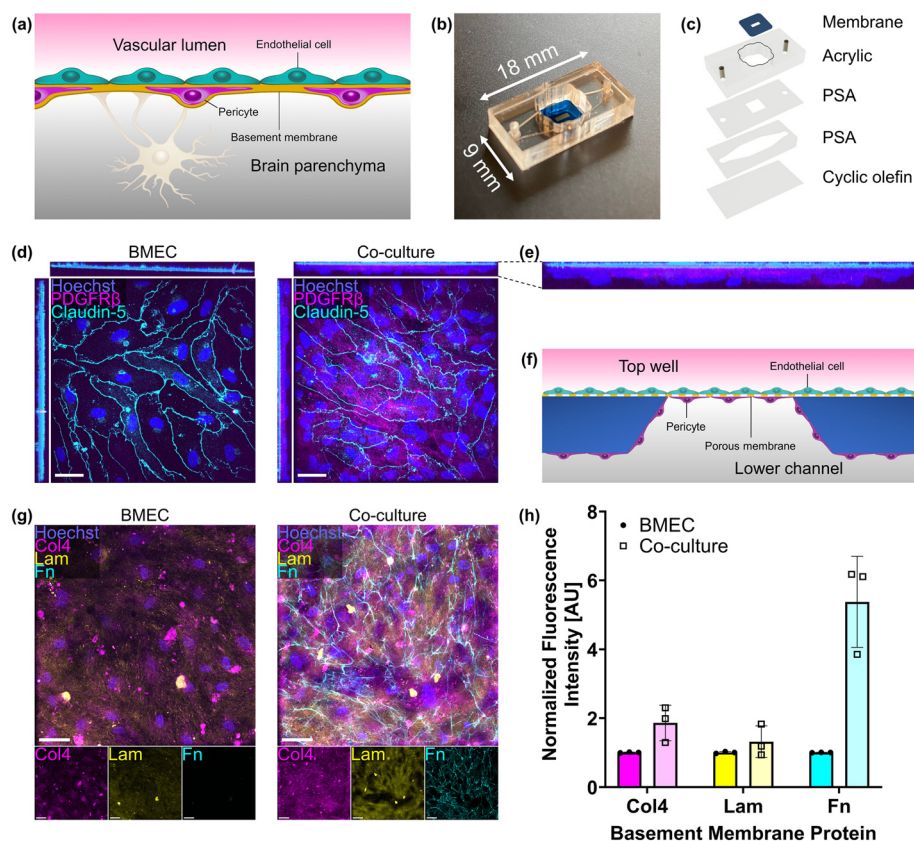 (a)
Vascular lumen
Endothelial cell
Pericyte
Basement membrane
Brain parenchyma
(b)
18 mm
9 mm
(c)
Membrane
Acrylic
PSA
PSA
Cyclic olefin
(d)
BMEC
Hoechst
PDGFRβ
Claudin-5
Co-culture
Hoechst
PDGFRβ
Claudin-5
(e)
(f)
Top well
Endothelial cell
Pericyte
Porous membrane
Lower channel
(g)
BMEC
Hoechst
Col4
Lam
Fn
Col4
Lam
Fn
Co-culture
Hoechst
Col4
Lam
Fn
Col4
Lam
Fn
(h)
BMEC
Co-culture
Normalized Fluorescence
Intensity [AU]
8
6
4
2
0
Col4
Lam
Fn
Basement Membrane Protein